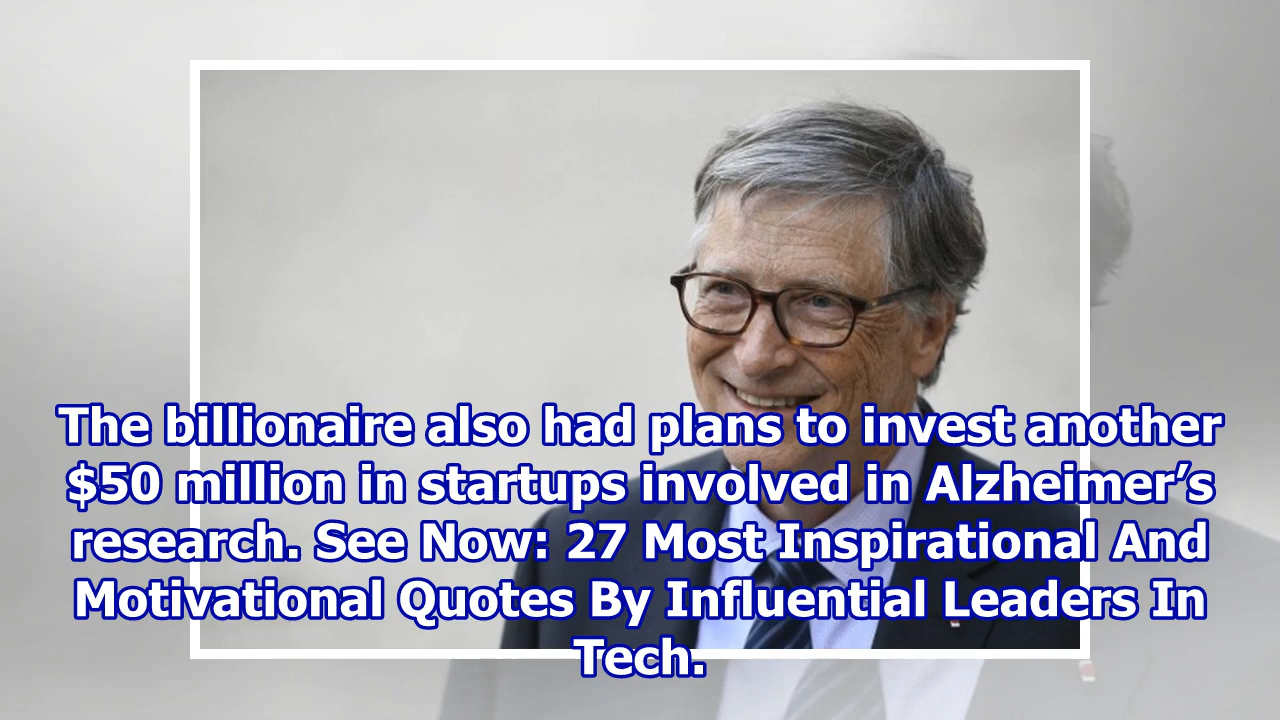 The billionaire also had plans to invest another
$50 million in startups involved in Alzheimer’s
research. See Now: 27 Most Inspirational And
Motivational Quotes By Influential Leaders In
Tech.